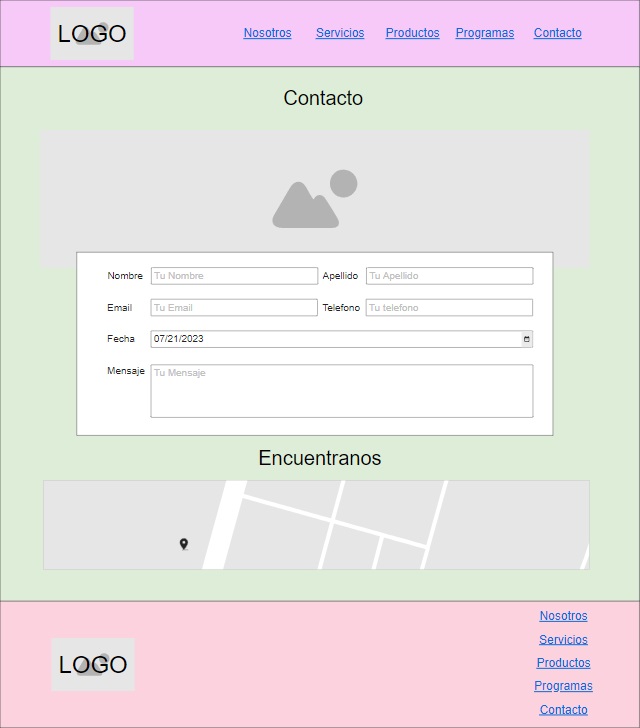 LOGO Nosotros Servicios Productos Programas Contacto
Contacto
Nombre Tu Nombre Apellido Tu Apellido
Email Tu Email Telefono Tu telefono
Fecha 07/21/2023
Mensaje Tu Mensaje
Encuentranos
LOGO
Nosotros
Servicios
Productos
Programas
Contacto